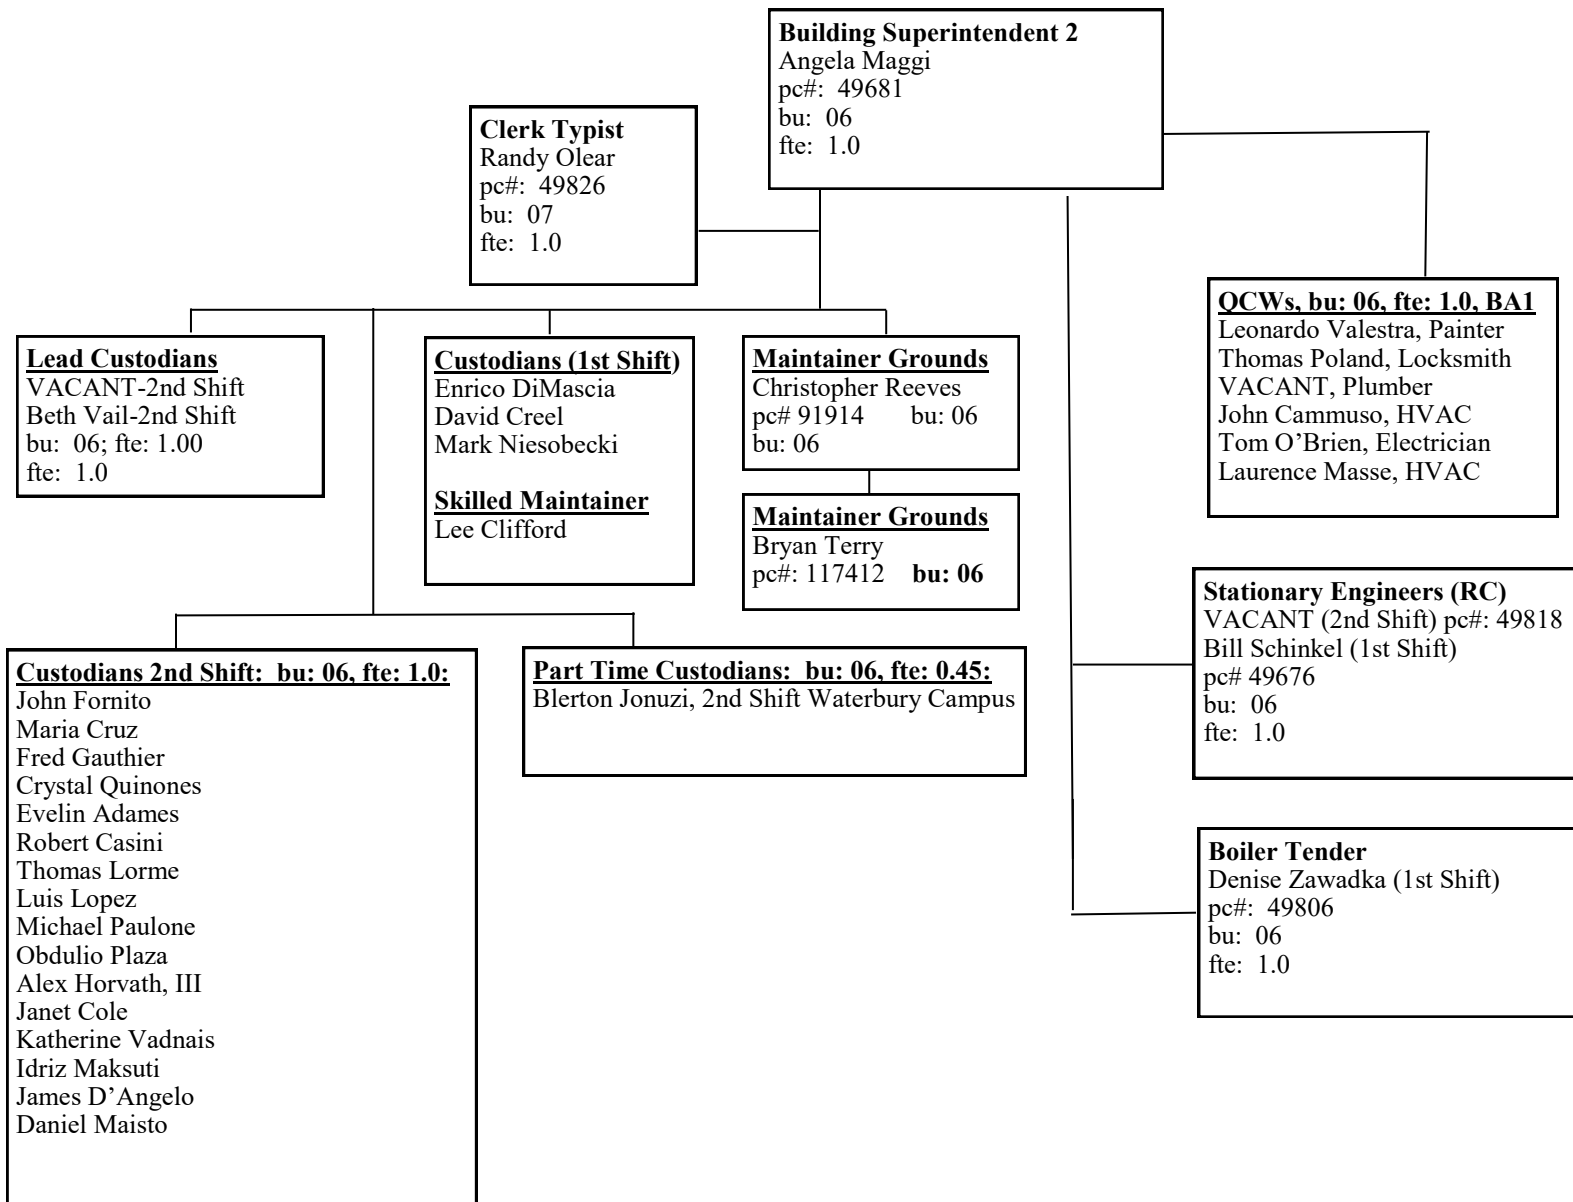 Building Superintendent 2
Angela Maggi
pc#: 49681
bu: 06
fte: 1.0
Clerk Typist
Randy Olear
pc#: 49826
bu: 07
fte: 1.0
QCWs, bu: 06, fte: 1.0, BA1
Leonardo Valestra, Painter
Thomas Poland, Locksmith
VACANT, Plumber
John Cammuso, HVAC
Tom O’Brien, Electrician
Laurence Masse, HVAC
Lead Custodians
VACANT-2nd Shift
Beth Vail-2nd Shift
bu: 06; fte: 1.00
fte: 1.0
Custodians (1st Shift)
Enrico DiMascia
David Creel
Mark Niesobecki
Skilled Maintainer
Lee Clifford
Maintainer Grounds
Christopher Reeves
pc# 91914 bu: 06
bu: 06
Maintainer Grounds
Bryan Terry
pc#: 117412 bu: 06
Stationary Engineers (RC)
VACANT (2nd Shift) pc#: 49818
Bill Schinkel (1st Shift)
pc# 49676
bu: 06
fte: 1.0
Custodians 2nd Shift: bu: 06, fte: 1.0:
John Fornito
Maria Cruz
Fred Gauthier
Crystal Quinones
Evelin Adames
Robert Casini
Thomas Lorme
Luis Lopez
Michael Paulone
Obdulio Plaza
Alex Horvath, III
Janet Cole
Katherine Vadnais
Idriz Maksuti
James D’Angelo
Daniel Maisto
Part Time Custodians: bu: 06, fte: 0.45:
Blerton Jonuzi, 2nd Shift Waterbury Campus
Boiler Tender
Denise Zawadka (1st Shift)
pc#: 49806
bu: 06
fte: 1.0